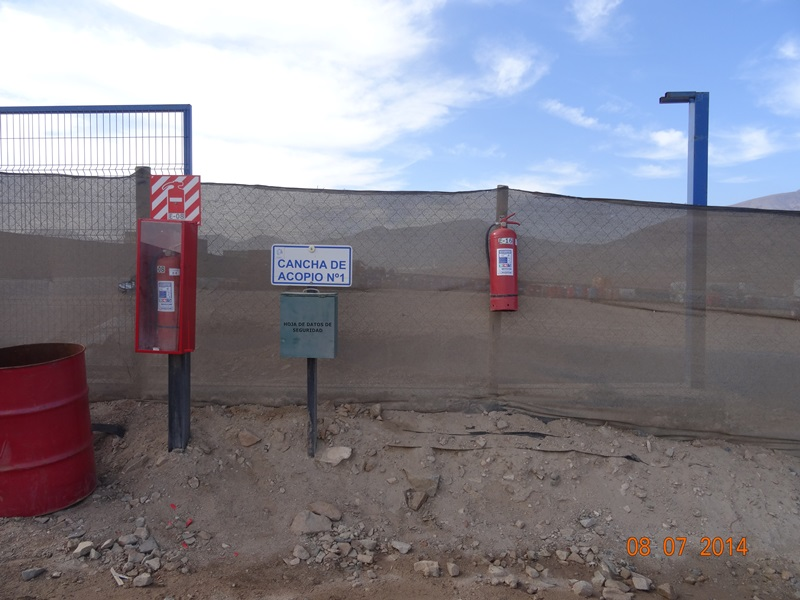 CANCHA DE
ACOPIO Nº1
HOJA DE DATOS DE
SEGURIDAD
08 07 2014